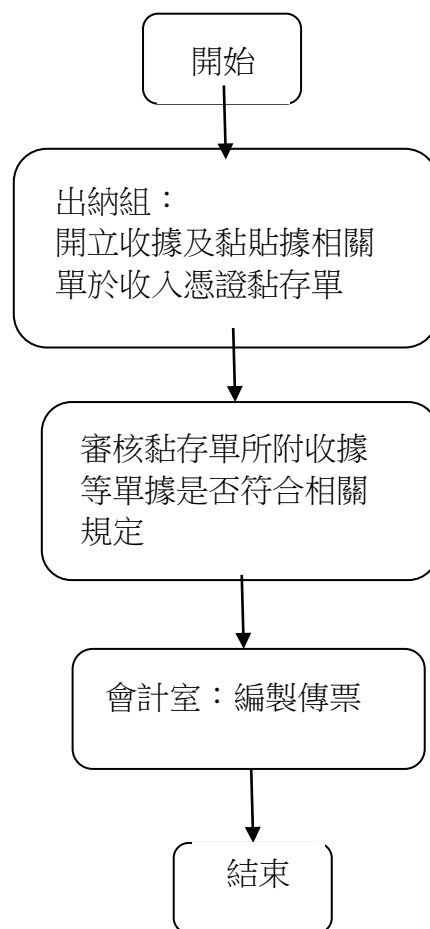 開始
出納組：
開立收據及黏貼據相關
單於收入憑證黏存單
審核黏存單所附收據
等單據是否符合相關
規定
會計室：編製傳票
結束